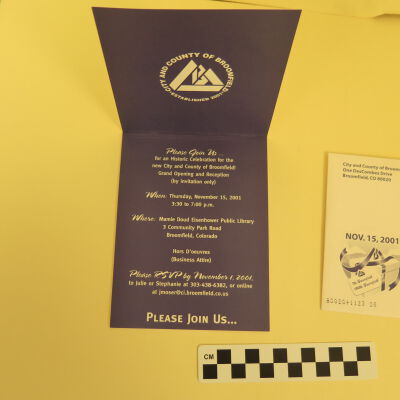 CITY AND COUNTY OF BROOMFIELD
ESTABLISHED 2001
Please Join Us
for an Historic Celebration for the
new City and County of Broomfield!
Grand Opening and Reception
(by invitation only)
When: Thursday, November 15, 2001
3:30 to 7:00 p.m.
Where: Mamie Doud Eisenhower Public Library
3 Community Park Road
Broomfield, Colorado
Hors D'oeuvres
(Business Attire)
Please RSVP by November 1, 2001.
to Julie or Stephanie at 303-438-6382, or online
at jmoser@ci.broomfield.co.us
PLEASE JOIN US...
City and County of Broom
One DesCombes Drive
Broomfield, CO 80020
NOV. 15, 2001
80020+1123 05
CM